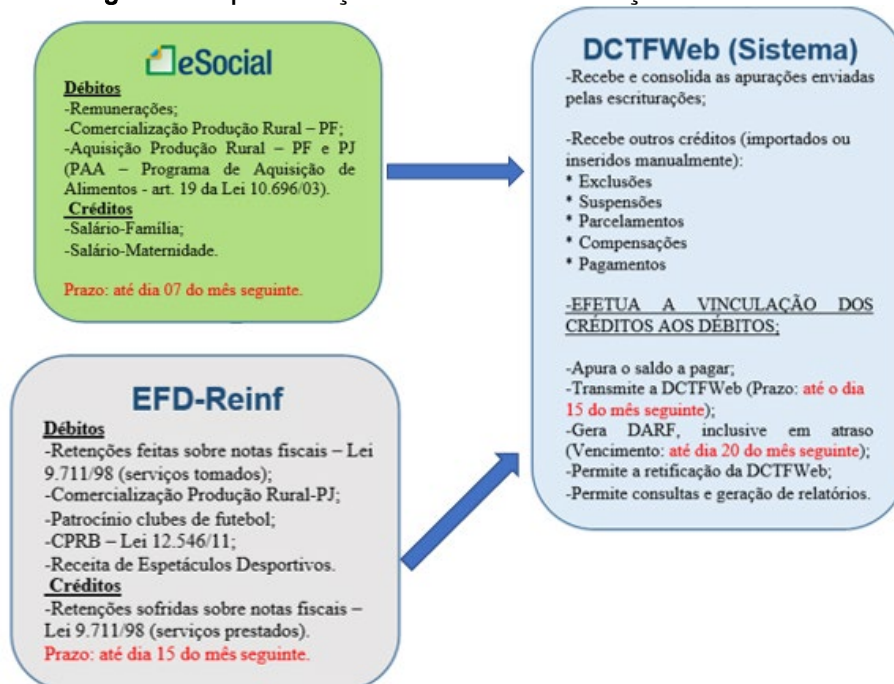 eSocial
Débitos
-Remunerações;
-Comercialização Produção Rural – PF;
-Aquisição Produção Rural – PF e PJ
(PAA – Programa de Aquisição de
Alimentos - art. 19 da Lei 10.696/03).
Créditos
-Salário-Família;
-Salário-Maternidade.
Prazo: até dia 07 do mês seguinte.
EFD-Reinf
Débitos
-Retenções feitas sobre notas fiscais – Lei
9.711/98 (serviços tomados);
-Comercialização Produção Rural-PJ;
-Patrocínio clubes de futebol;
-CPRB – Lei 12.546/11;
-Receita de Espetáculos Desportivos.
Créditos
-Retenções sofridas sobre notas fiscais –
Lei 9.711/98 (serviços prestados).
Prazo: até dia 15 do mês seguinte.
DCTFWeb (Sistema)
-Recebe e consolida as apurações enviadas
pelas escriturações;
-Recebe outros créditos (importados ou
inseridos manualmente):
* Exclusões
* Suspensões
* Parcelamentos
* Compensações
* Pagamentos
-EFETUA A VINCULAÇÃO DOS
CRÉDITOS AOS DÉBITOS;
-Apura o saldo a pagar;
-Transmite a DCTFWeb (Prazo: até o dia
15 do mês seguinte);
-Gera DARF, inclusive em atraso
(Vencimento: até dia 20 do mês seguinte);
-Permite a retificação da DCTFWeb;
-Permite consultas e geração de relatórios.